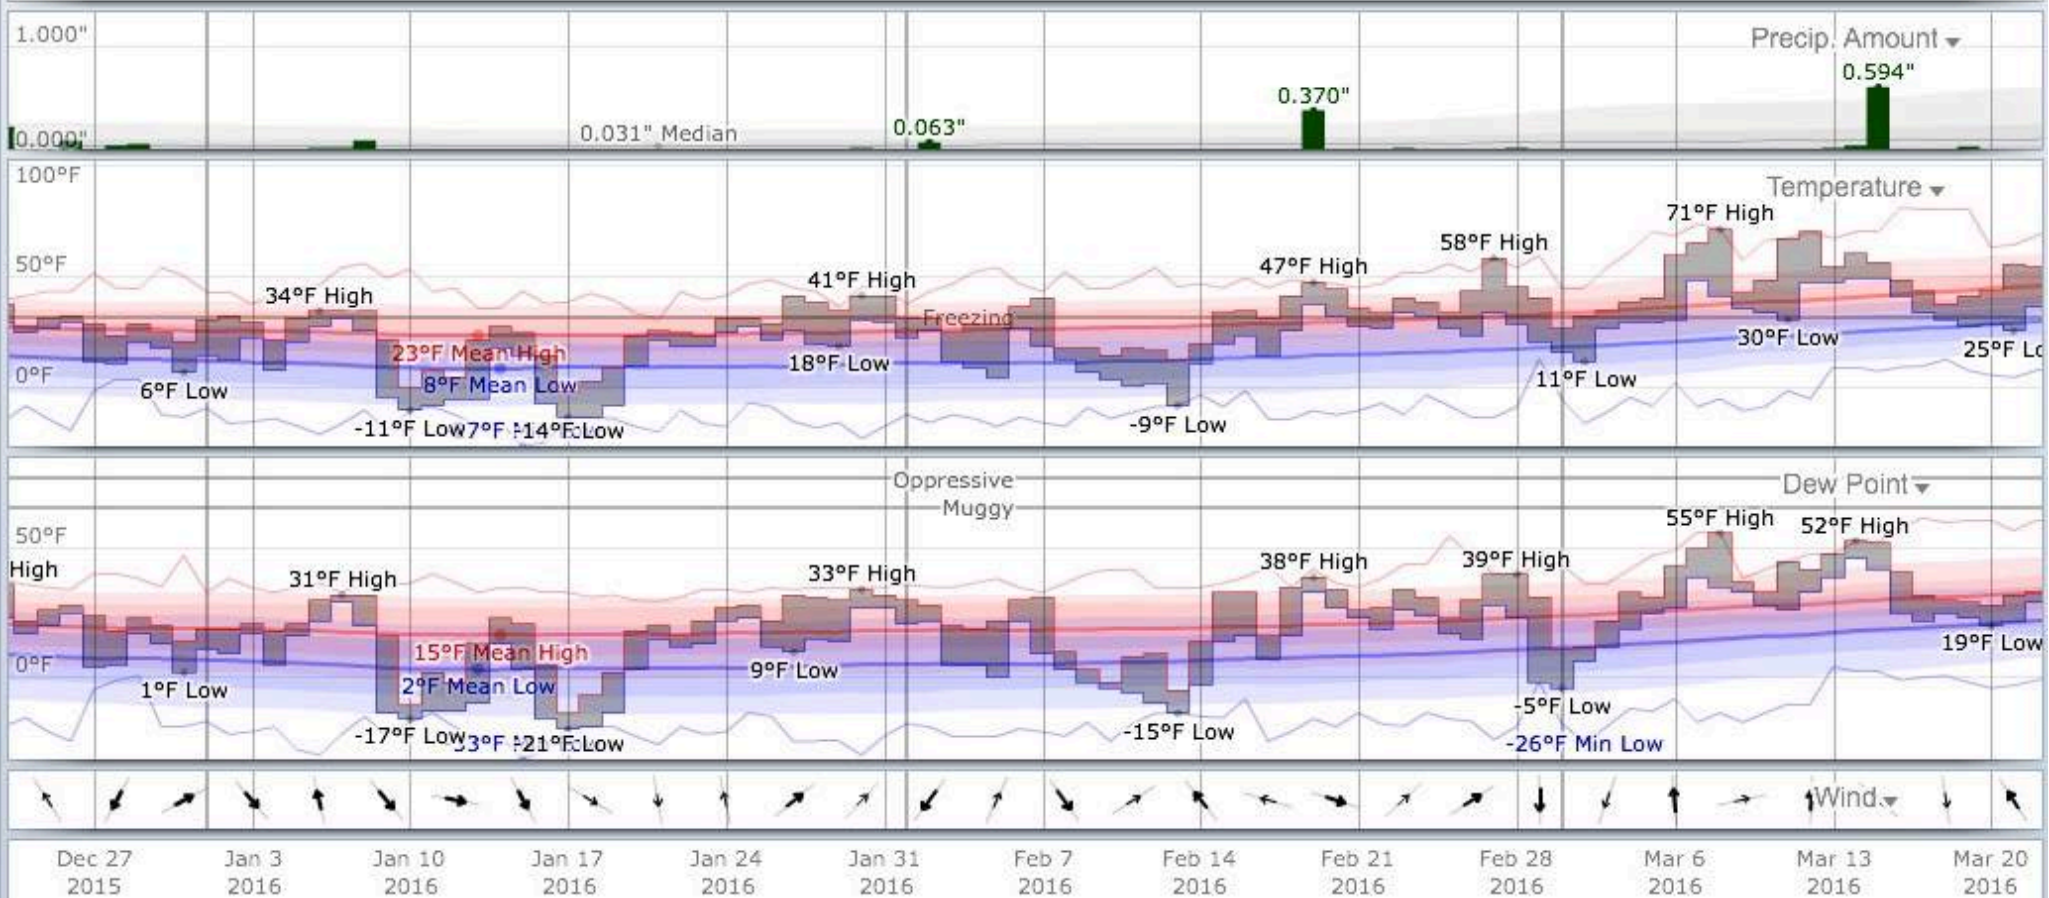 1.000"
Precip. Amount
0.594"
0.370"
0.063"
0.031" Median
0.000"
100°F
Temperature
71°F High
58°F High
50°F
47°F High
41°F High
34°F High
Freezing
30°F Low
23°F Mean High
25°F Lo
18°F Low
0°F
11°F Low
8°F Mean Low
6°F Low
-9°F Low
-11°F Low
-14°F Low
Oppressive
Dew Point
Muggy
55°F High
52°F High
50°F
High
39°F High
38°F High
33°F High
31°F High
19°F Low
15°F Mean High
0°F
9°F Low
2°F Mean Low
1°F Low
-5°F Low
-15°F Low
-17°F Low
-21°F Low
-26°F Min Low
Wind
Dec 27 Jan 3 Jan 10 Jan 17 Jan 24 Jan 31 Feb 7 Feb 14 Feb 21 Feb 28 Mar 6 Mar 13 Mar 20
2015 2016 2016 2016 2016 2016 2016 2016 2016 2016 2016 2016 2016